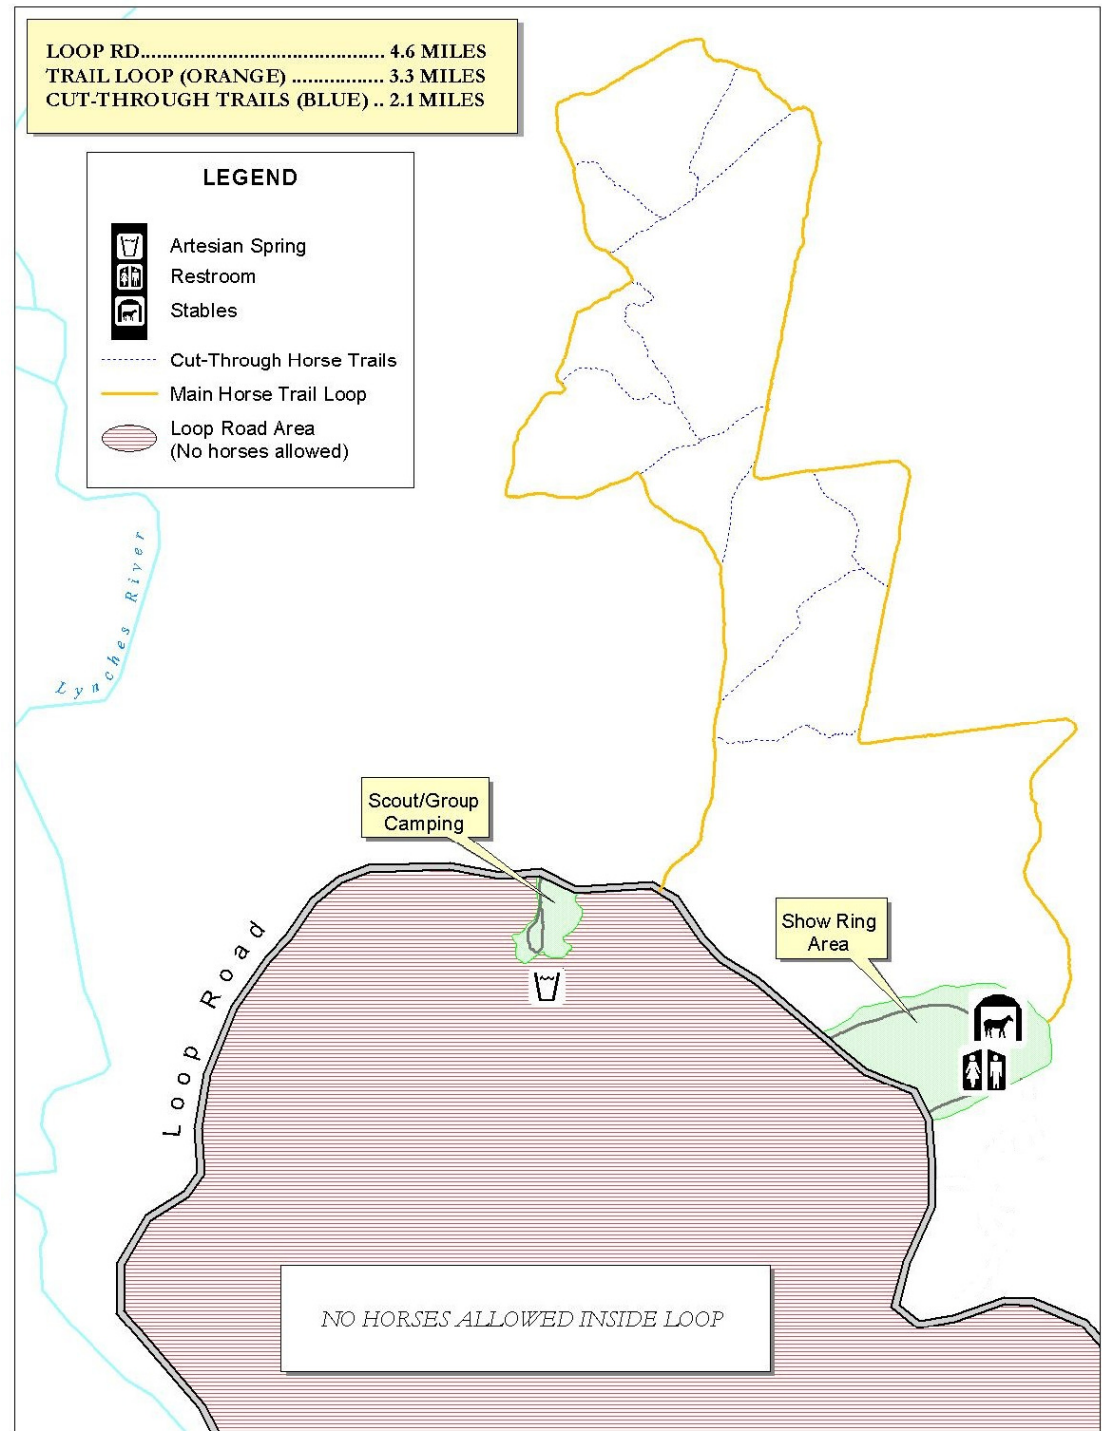 LOOP RD............................................. 4.6 MILES
TRAIL LOOP (ORANGE) ................. 3.3 MILES
CUT-THROUGH TRAILS (BLUE) .. 2.1 MILES
LEGEND
Artesian Spring
Restroom
Stables
Cut-Through Horse Trails
Main Horse Trail Loop
Loop Road Area
(No horses allowed)
Lynches River
Scout/Group
Camping
Show Ring
Area
Loop Road
NO HORSES ALLOWED INSIDE LOOP